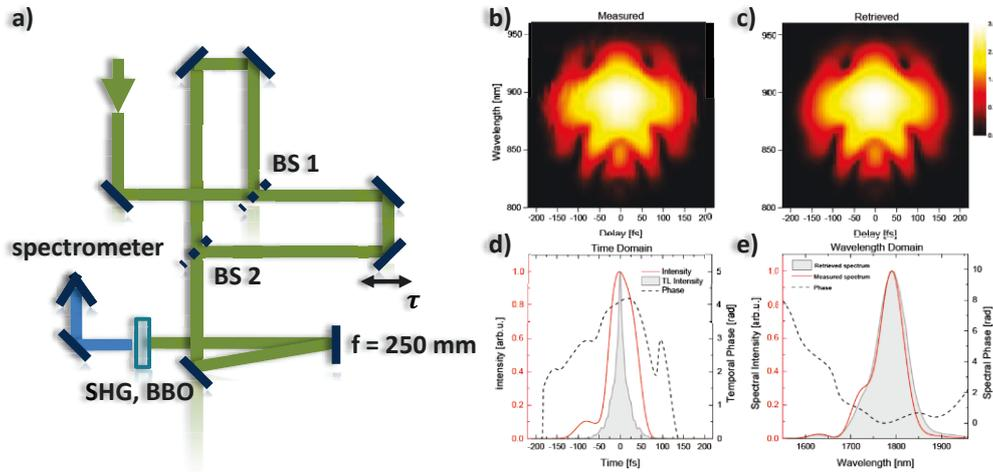 a)
BS 1
BS 2
spectrometer
τ
f = 250 mm
SHG, BBO
b)
Measured
Wavelength [nm]
950
900
850
800
-200 -150 -100 -50 0 50 100 150 200
Delay [fs]
c)
Retrieved
950
900
850
800
-200 -150 -100 -50 0 50 100 150 200
Delay [fs]
d)
Time Domain
Intensity
TL Intensity
Phase
Intensity [arb.u.]
1.0
0.8
0.6
0.4
0.2
0.0
5
4
3
2
1
0
Temporal Phase [rad]
-200 -150 -100 -50 0 50 100 150 200
Time [fs]
e)
Wavelength Domain
Retrieved spectrum
Measured spectrum
Phase
Spectral Intensity [arb.u.]
1.0
0.8
0.6
0.4
0.2
0.0
10
8
6
4
2
0
Spectral Phase [rad]
1600 1700 1800 1900
Wavelength [nm]